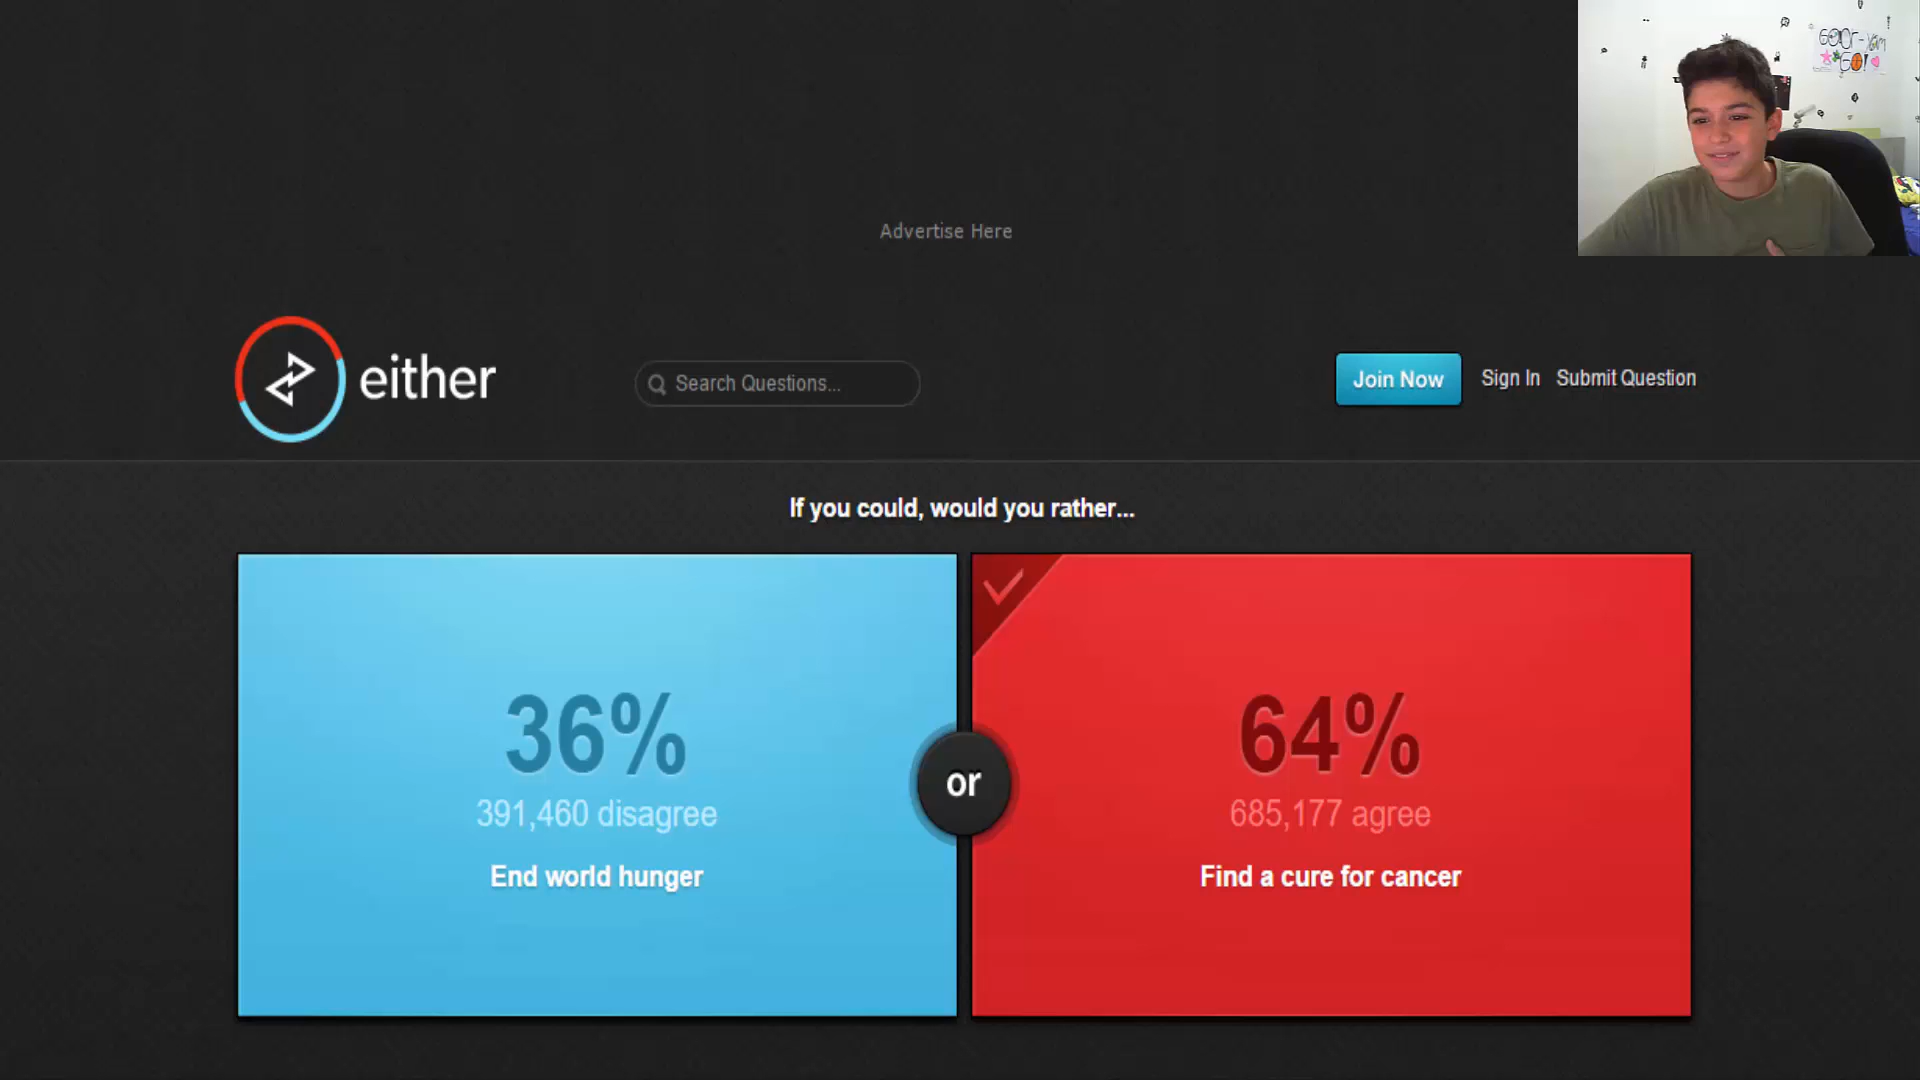 Advertise Here
either
Search Questions...
Join Now
Sign In
Submit Question
If you could, would you rather...
36%
391,460 disagree
End world hunger
or
64%
685,177 agree
Find a cure for cancer
GO!